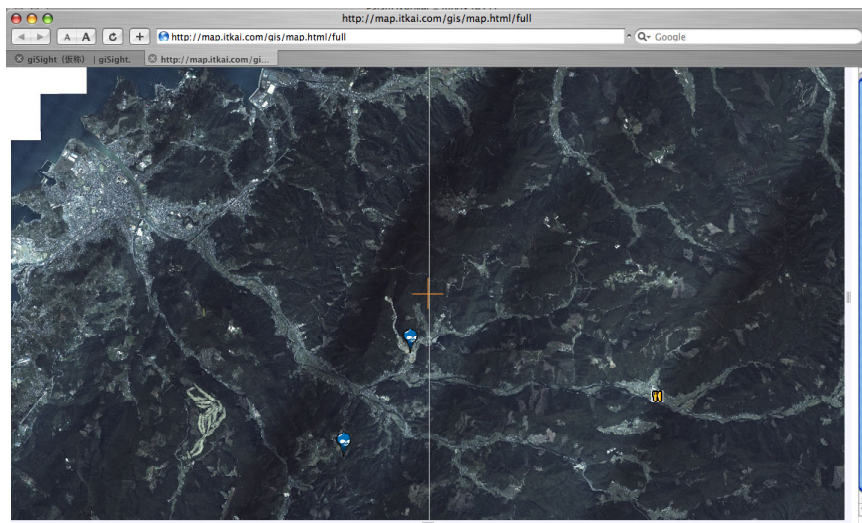 http://map.itkai.com/gis/map.html/full
A A C + http://map.itkai.com/gis/map.html/full Google
giSight（仮称） | giSight. http://map.itkai.com/gi...